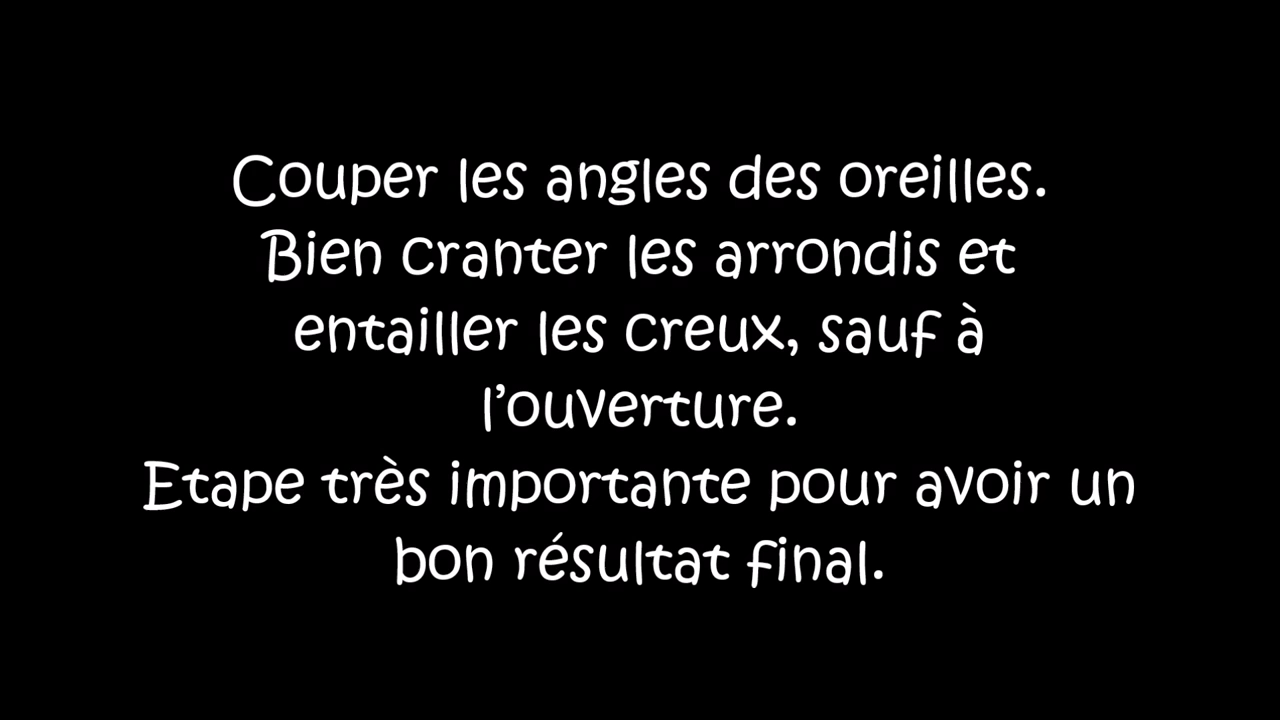 Couper les angles des oreilles.
Bien cranter les arrondis et
entailler les creux, sauf à
l’ouverture.
Etape très importante pour avoir un
bon résultat final.